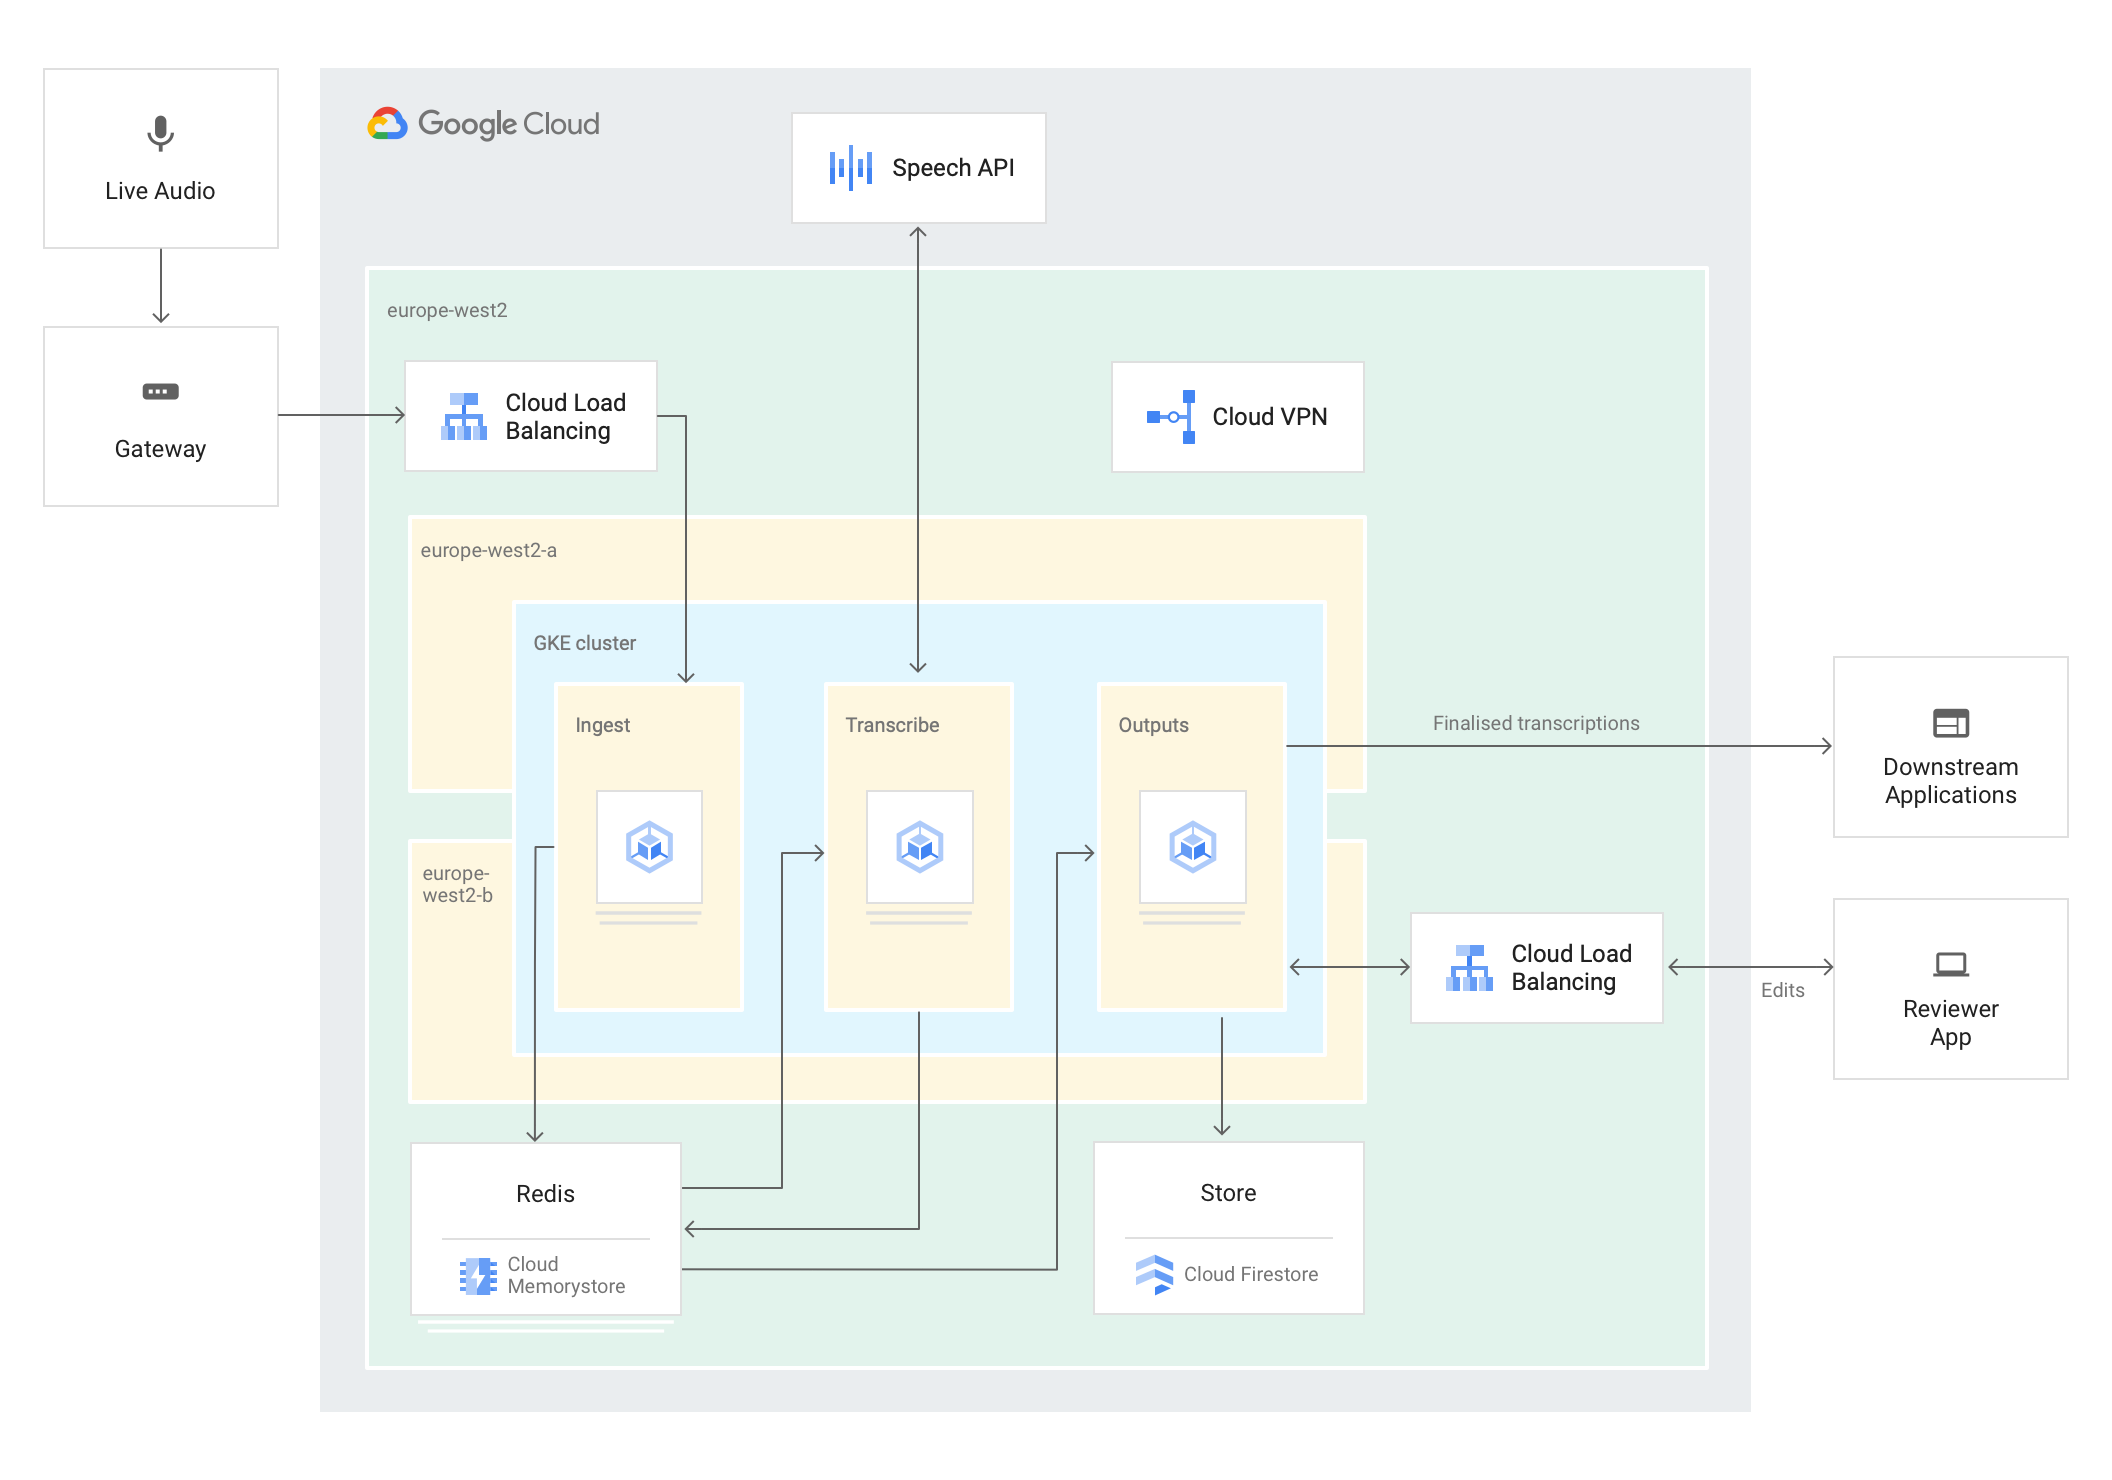 Live Audio
Gateway
Google Cloud
Speech API
europe-west2
Cloud Load
Balancing
Cloud VPN
europe-west2-a
GKE cluster
Ingest
Transcribe
Outputs
europe-
west2-b
Finalised transcriptions
Downstream
Applications
Cloud Load
Balancing
Edits
Reviewer
App
Redis
Cloud
Memorystore
Store
Cloud Firestore